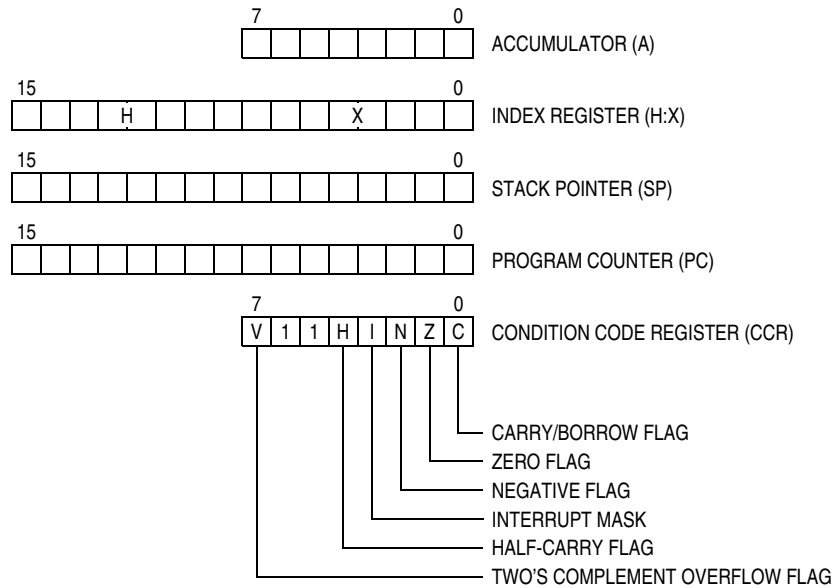 7 0
ACCUMULATOR (A)
15 0
H X INDEX REGISTER (H:X)
15 0
STACK POINTER (SP)
15 0
PROGRAM COUNTER (PC)
7 0
V 1 1 H I N Z C CONDITION CODE REGISTER (CCR)
CARRY/BORROW FLAG
ZERO FLAG
NEGATIVE FLAG
INTERRUPT MASK
HALF-CARRY FLAG
TWO'S COMPLEMENT OVERFLOW FLAG